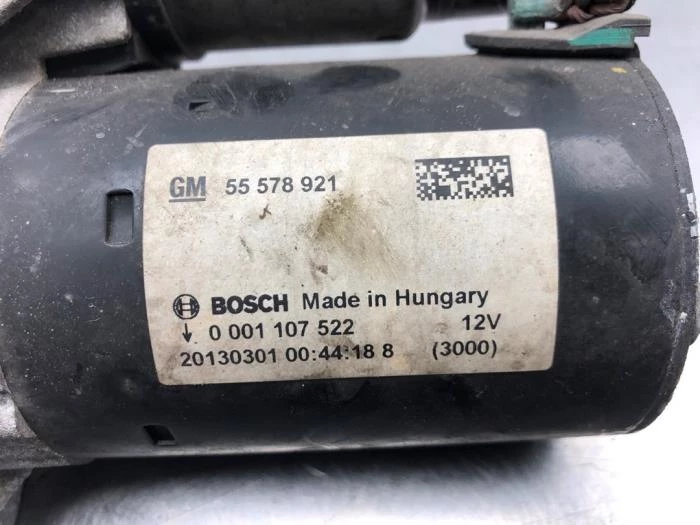 GM 55 578 921
BOSCH Made in Hungary
0 001 107 522 12V
20130301 00:44:18 8 (3000)